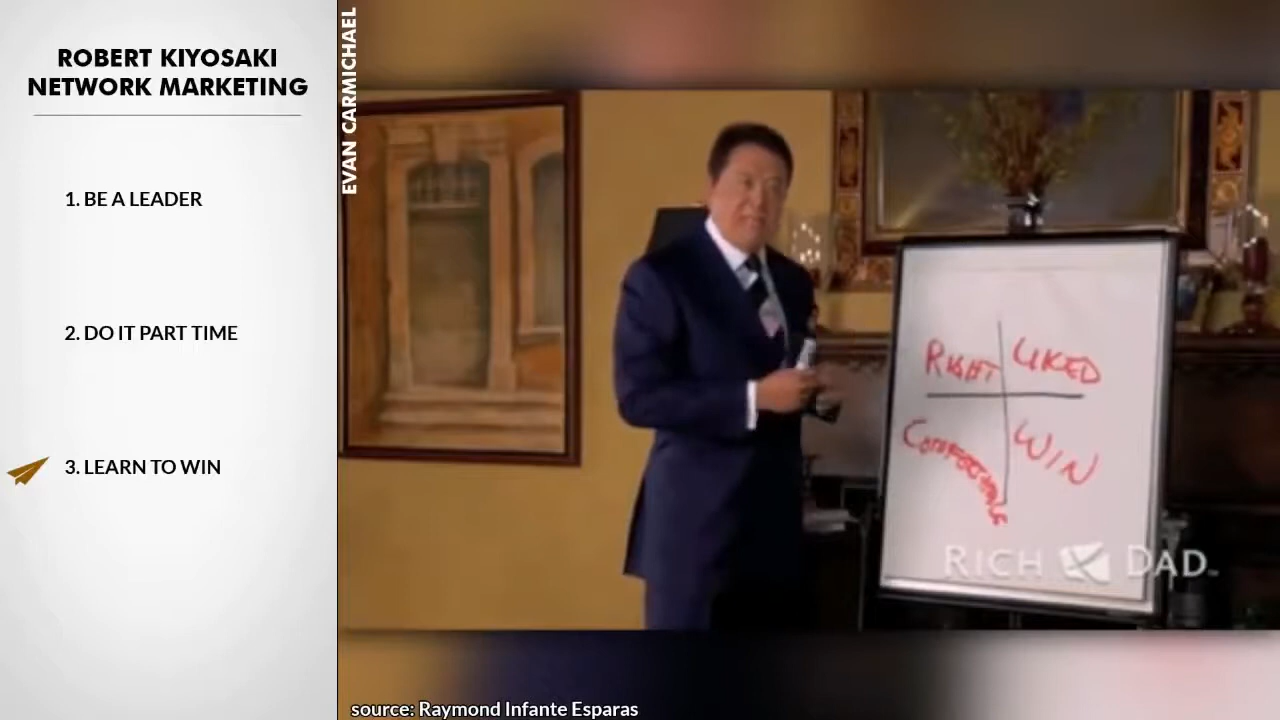 ROBERT KIYOSAKI
NETWORK MARKETING
1. BE A LEADER
2. DO IT PART TIME
3. LEARN TO WIN
EVAN CARMICHAEL
RIGHT LIKED
COMFORTABLE WIN
RICH DAD
source: Raymond Infante Esparas